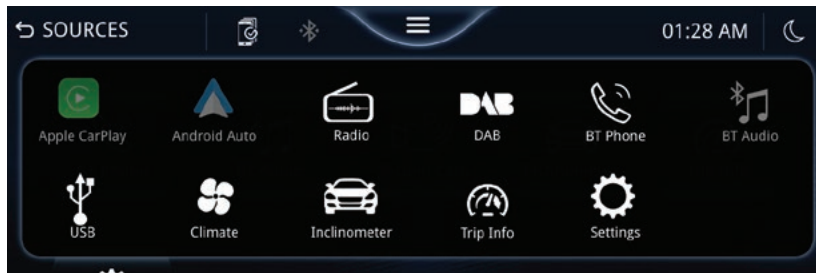 SOURCES 01:28 AM
Apple CarPlay Android Auto Radio DAB BT Phone BT Audio
USB Climate Inclinometer Trip Info Settings